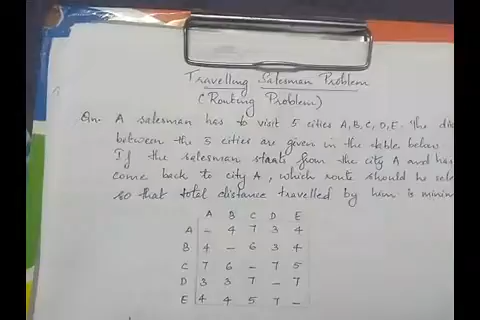 Travelling Salesman Problem
(Routing Problem)
Qn. A salesman has to visit 5 cities A, B, C, D, E. The dis
between the 5 cities are given in the table below
If the salesman starts from the city A and has
come back to city A, which route should he sele
so that total distance travelled by him is minim
A B C D E
A - 4 7 3 4
B 4 - 6 3 4
C 7 6 - 7 5
D 3 3 7 - 7
E 4 4 5 7 -